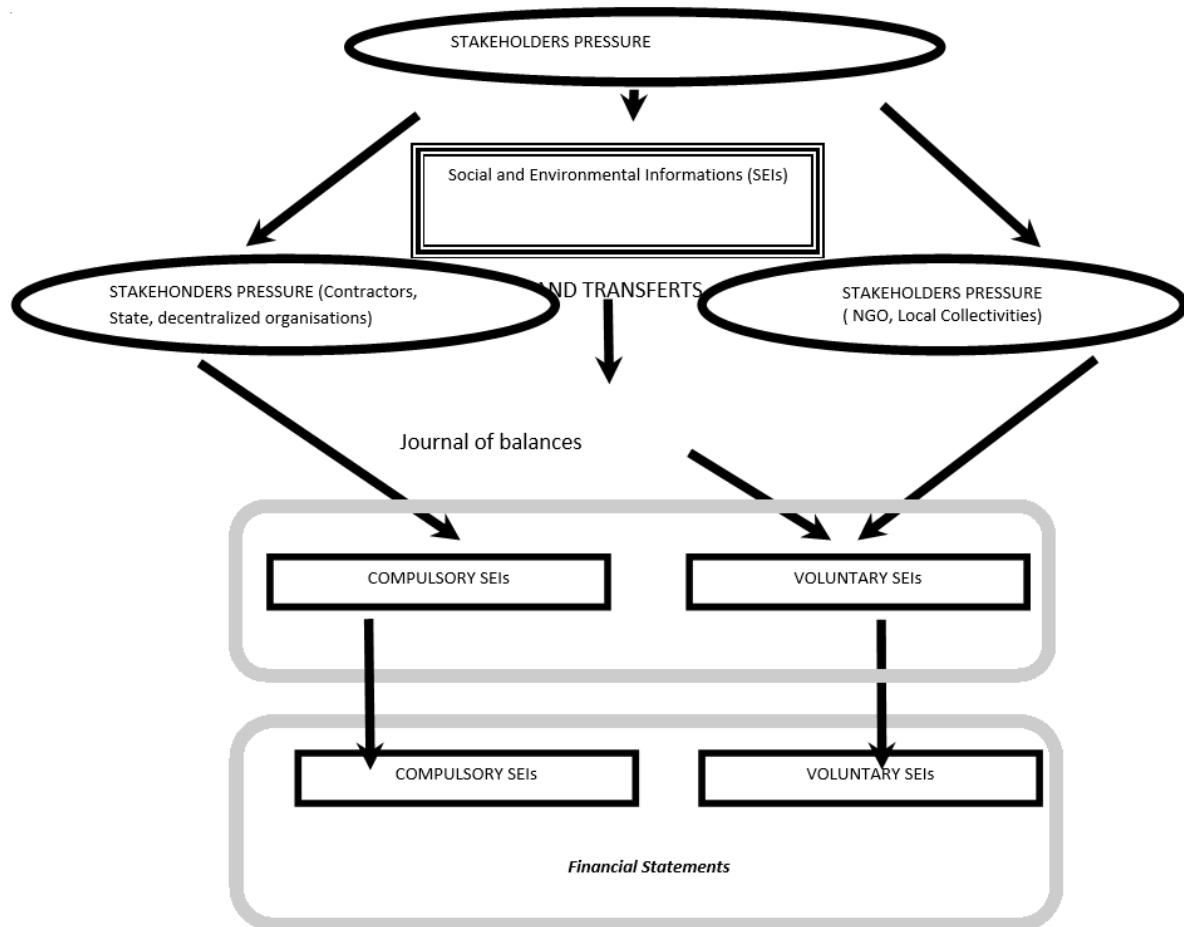 STAKEHOLDERS PRESSURE
Social and Environmental Informations (SEIs)
STAKEHONDERS PRESSURE (Contractors,
State, decentralized organisations)
AND TRANSFERTS
STAKEHOLDERS PRESSURE
( NGO, Local Collectivities)
Journal of balances
COMPULSORY SEIs
VOLUNTARY SEIs
COMPULSORY SEIs
VOLUNTARY SEIs
Financial Statements